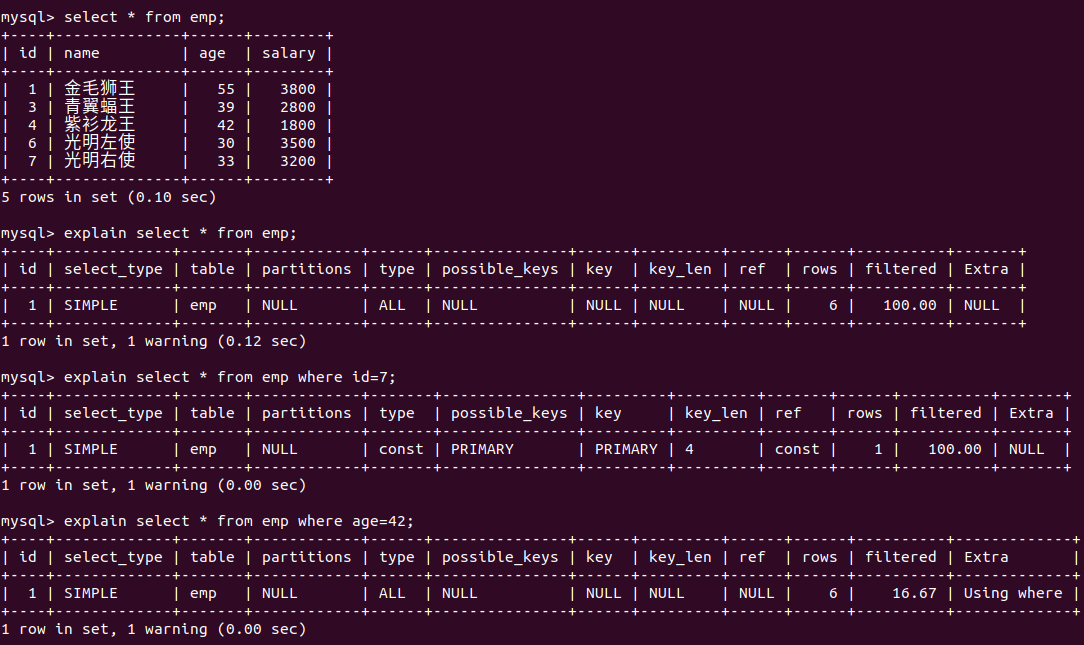 mysql> select * from emp;
+----+--------------+------+--------+
| id | name         | age  | salary |
+----+--------------+------+--------+
|  1 | 金毛狮王     |   55 |   3800 |
|  3 | 青翼蝠王     |   39 |   2800 |
|  4 | 紫衫龙王     |   42 |   1800 |
|  6 | 光明左使     |   30 |   3500 |
|  7 | 光明右使     |   33 |   3200 |
+----+--------------+------+--------+
5 rows in set (0.10 sec)
mysql> explain select * from emp;
+----+-------------+-------+------------+------+---------------+------+---------+------+------+----------+-------+
| id | select_type | table | partitions | type | possible_keys | key  | key_len | ref  | rows | filtered | Extra |
+----+-------------+-------+------------+------+---------------+------+---------+------+------+----------+-------+
|  1 | SIMPLE      | emp   | NULL       | ALL  | NULL          | NULL | NULL    | NULL |    6 |   100.00 | NULL  |
+----+-------------+-------+------------+------+---------------+------+---------+------+------+----------+-------+
1 row in set, 1 warning (0.12 sec)
mysql> explain select * from emp where id=7;
+----+-------------+-------+------------+-------+---------------+---------+---------+-------+------+----------+-------+
| id | select_type | table | partitions | type  | possible_keys | key     | key_len | ref   | rows | filtered | Extra |
+----+-------------+-------+------------+-------+---------------+---------+---------+-------+------+----------+-------+
|  1 | SIMPLE      | emp   | NULL       | const | PRIMARY       | PRIMARY | 4       | const |    1 |   100.00 | NULL  |
+----+-------------+-------+------------+-------+---------------+---------+---------+-------+------+----------+-------+
1 row in set, 1 warning (0.00 sec)
mysql> explain select * from emp where age=42;
+----+-------------+-------+------------+------+---------------+------+---------+------+------+----------+-------------+
| id | select_type | table | partitions | type | possible_keys | key  | key_len | ref  | rows | filtered | Extra       |
+----+-------------+-------+------------+------+---------------+------+---------+------+------+----------+-------------+
|  1 | SIMPLE      | emp   | NULL       | ALL  | NULL          | NULL | NULL    | NULL |    6 |    16.67 | Using where |
+----+-------------+-------+------------+------+---------------+------+---------+------+------+----------+-------------+
1 row in set, 1 warning (0.00 sec)